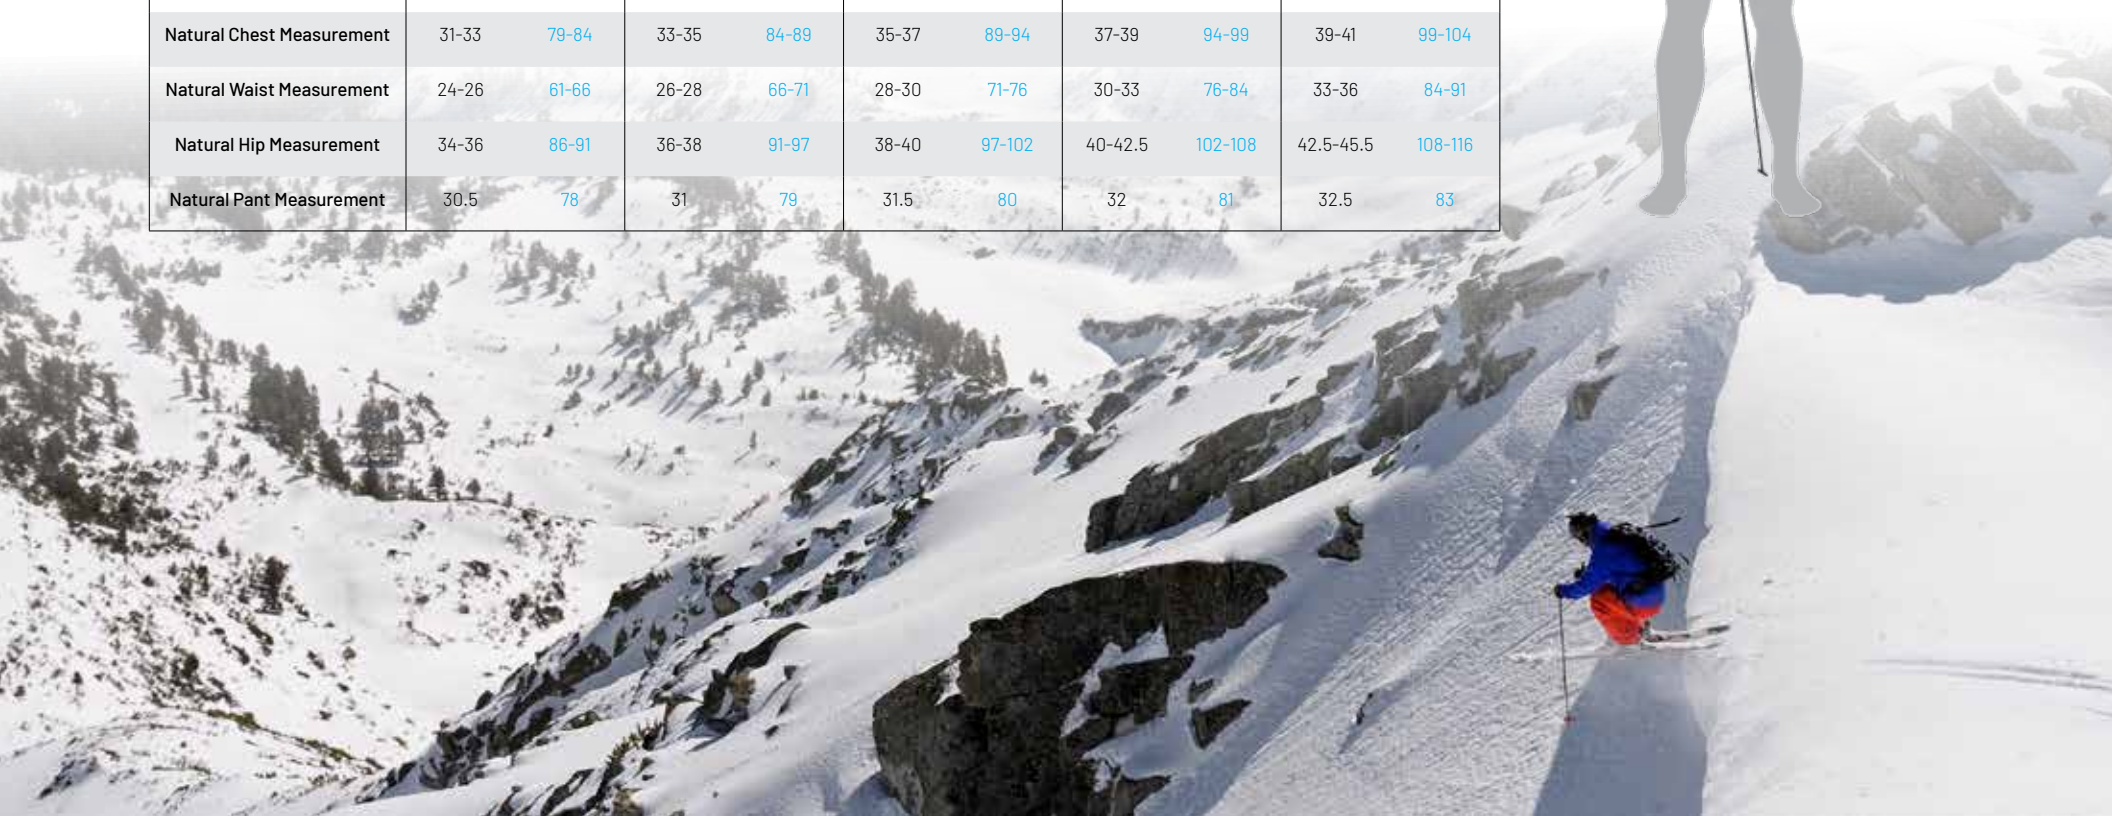 Natural Chest Measurement 31-33 79-84 33-35 84-89 35-37 89-94 37-39 94-99 39-41 99-104
Natural Waist Measurement 24-26 61-66 26-28 66-71 28-30 71-76 30-33 76-84 33-36 84-91
Natural Hip Measurement 34-36 86-91 36-38 91-97 38-40 97-102 40-42.5 102-108 42.5-45.5 108-116
Natural Pant Measurement 30.5 78 31 79 31.5 80 32 81 32.5 83